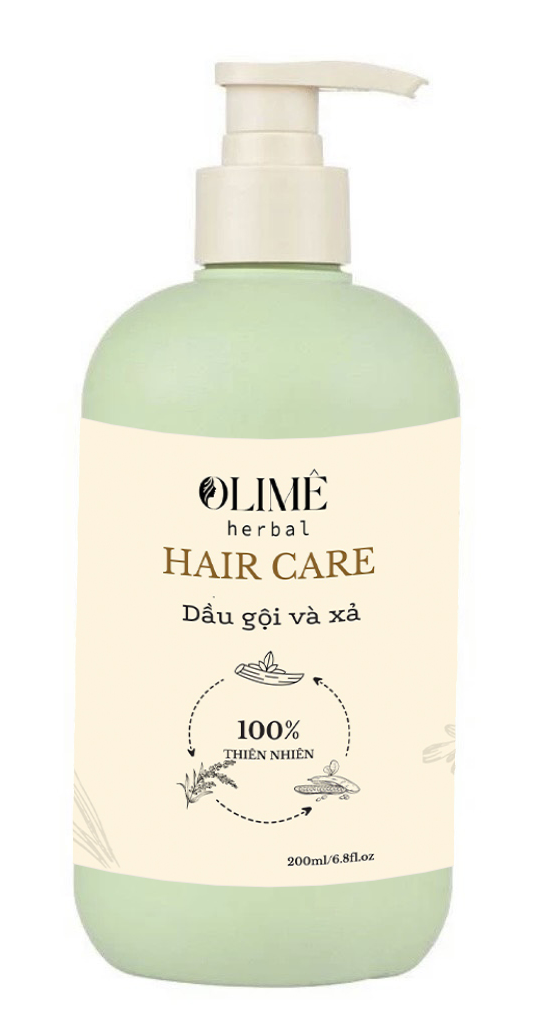 OLIMÊ
herbal
HAIR CARE
Dầu gội và xả
100%
THIÊN NHIÊN
200ml/6.8fl.oz